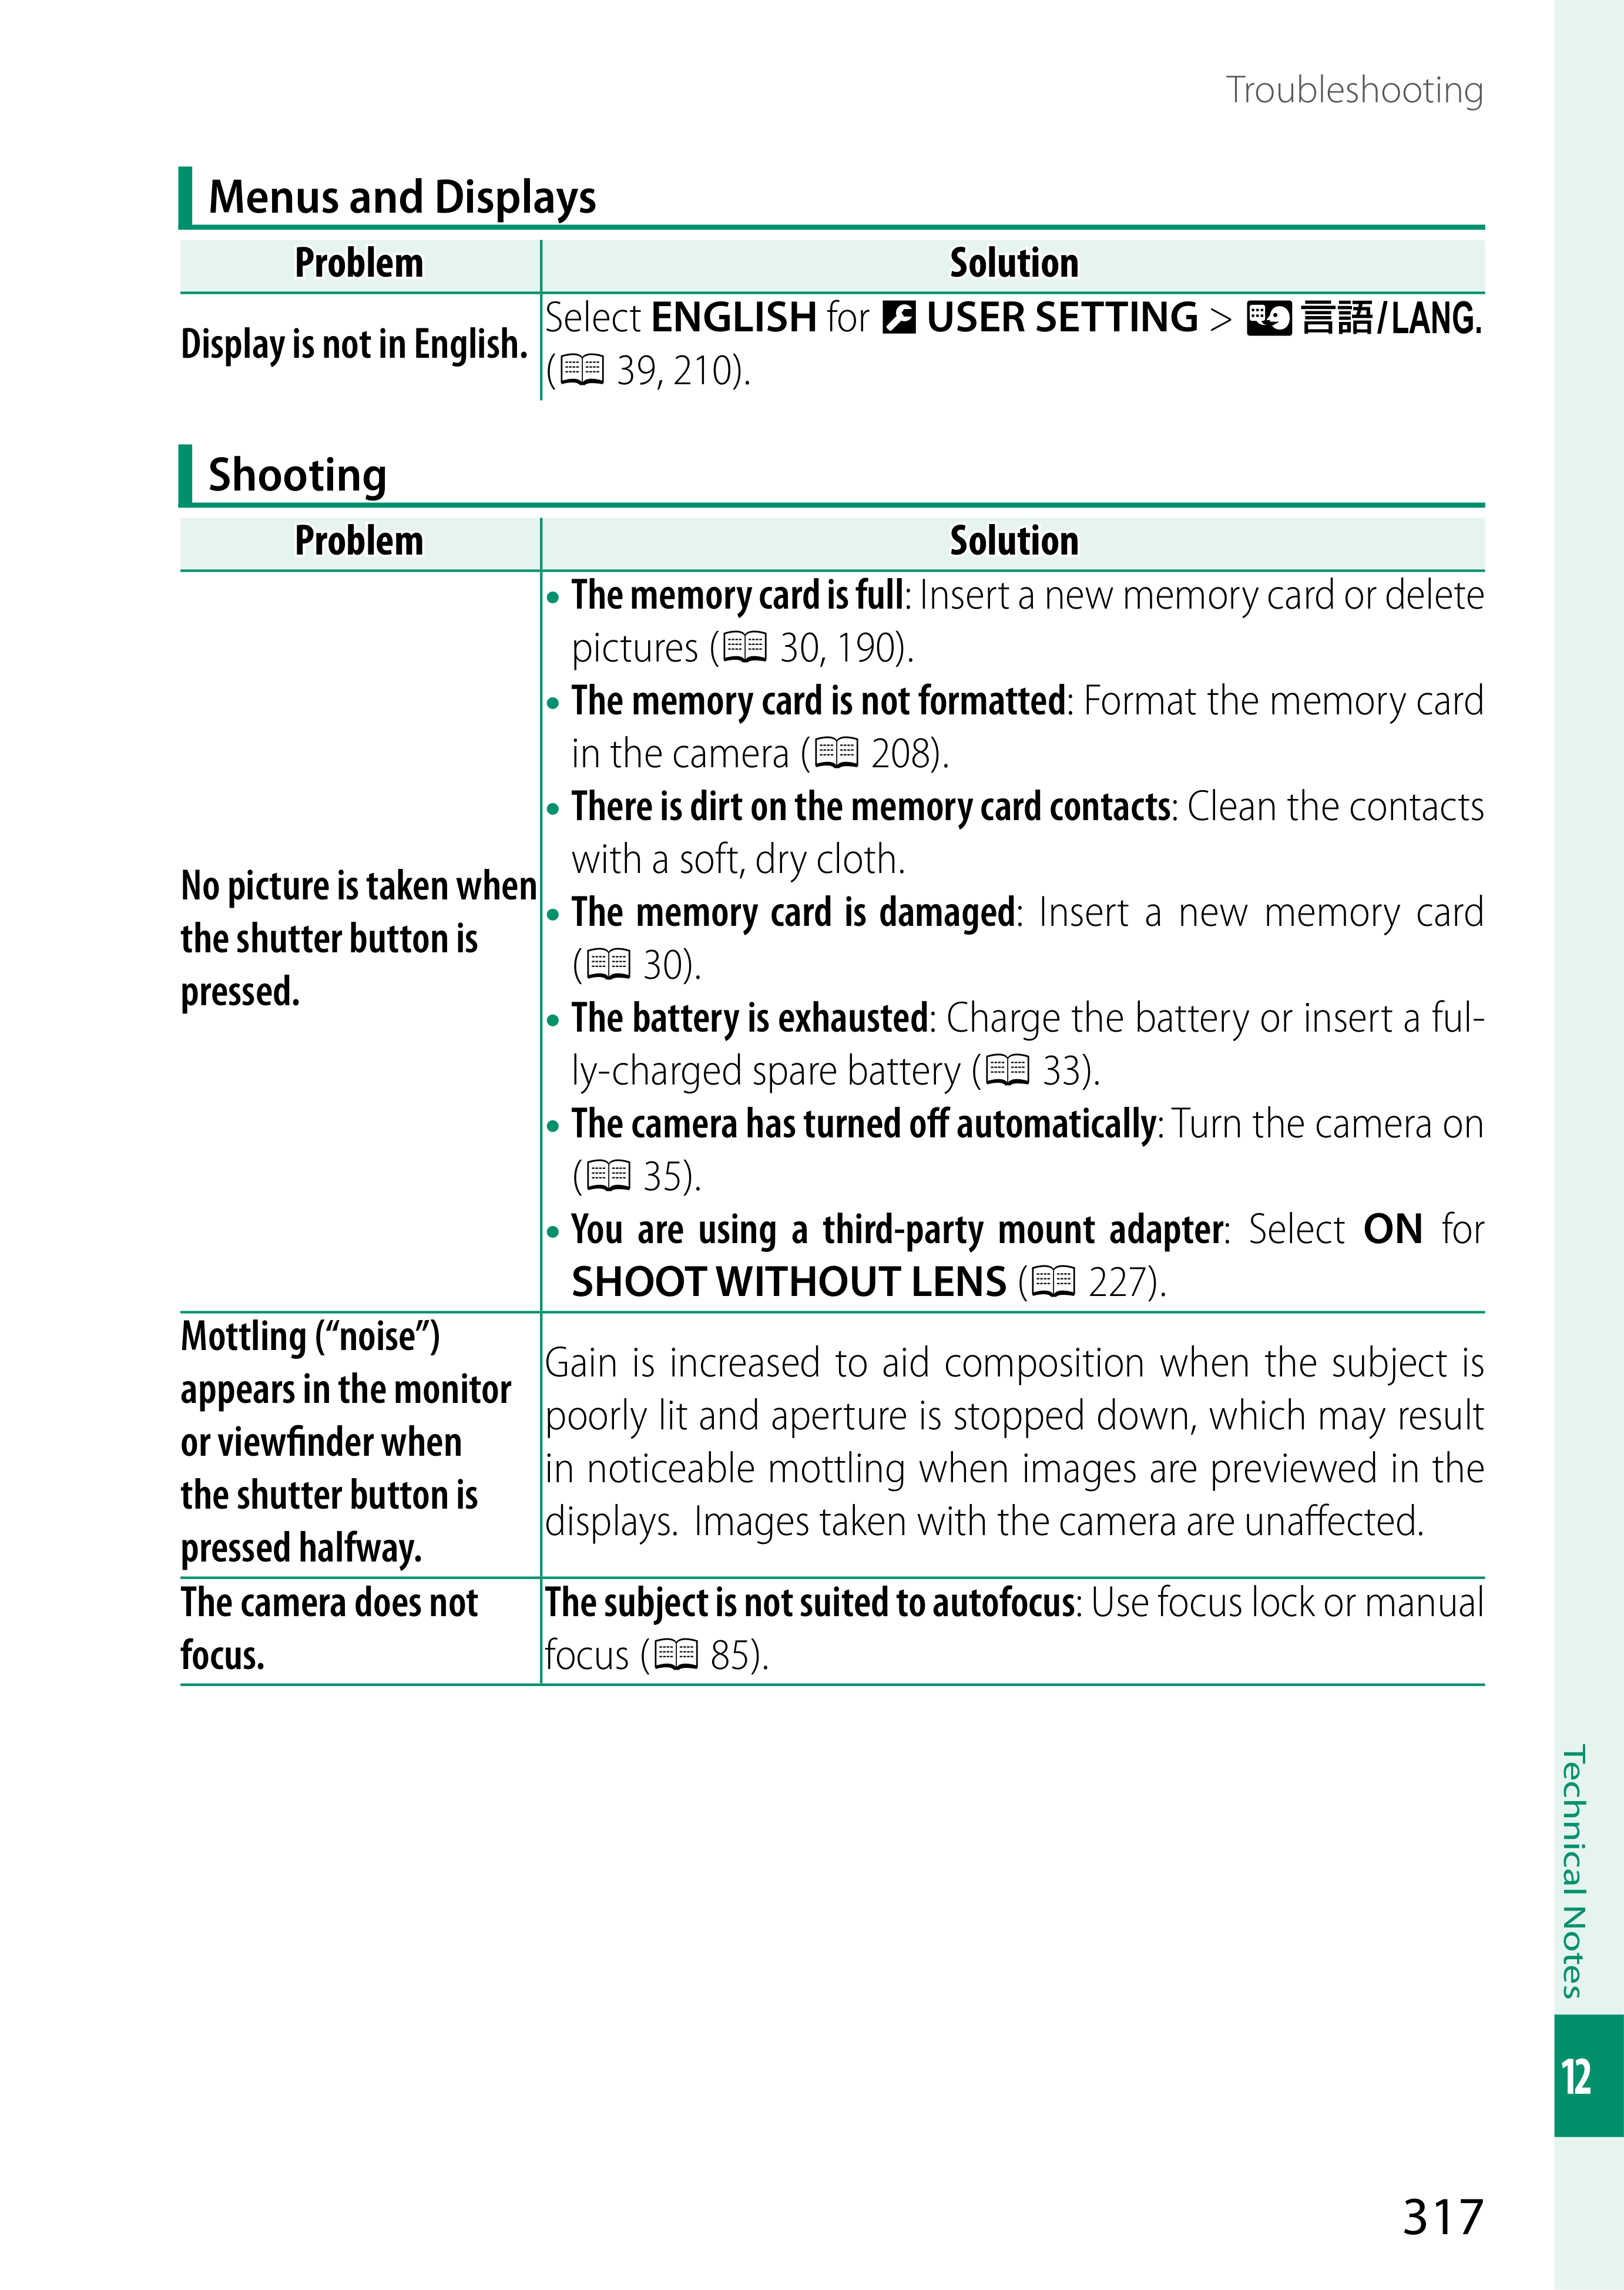 Troubleshooting
Menus and Displays
Problem
Solution
Display is not in English.
Select ENGLISH for USER SETTING > 言語/LANG.
( 39, 210).
Shooting
Problem
Solution
No picture is taken when
the shutter button is
pressed.
• The memory card is full: Insert a new memory card or delete
pictures ( 30, 190).
• The memory card is not formatted: Format the memory card
in the camera ( 208).
• There is dirt on the memory card contacts: Clean the contacts
with a soft, dry cloth.
• The memory card is damaged: Insert a new memory card
( 30).
• The battery is exhausted: Charge the battery or insert a ful-
ly-charged spare battery ( 33).
• The camera has turned off automatically: Turn the camera on
( 35).
• You are using a third-party mount adapter: Select ON for
SHOOT WITHOUT LENS ( 227).
Mottling (“noise”)
appears in the monitor
or viewfinder when
the shutter button is
pressed halfway.
Gain is increased to aid composition when the subject is
poorly lit and aperture is stopped down, which may result
in noticeable mottling when images are previewed in the
displays. Images taken with the camera are unaffected.
The camera does not
focus.
The subject is not suited to autofocus: Use focus lock or manual
focus ( 85).
Technical Notes
12
317